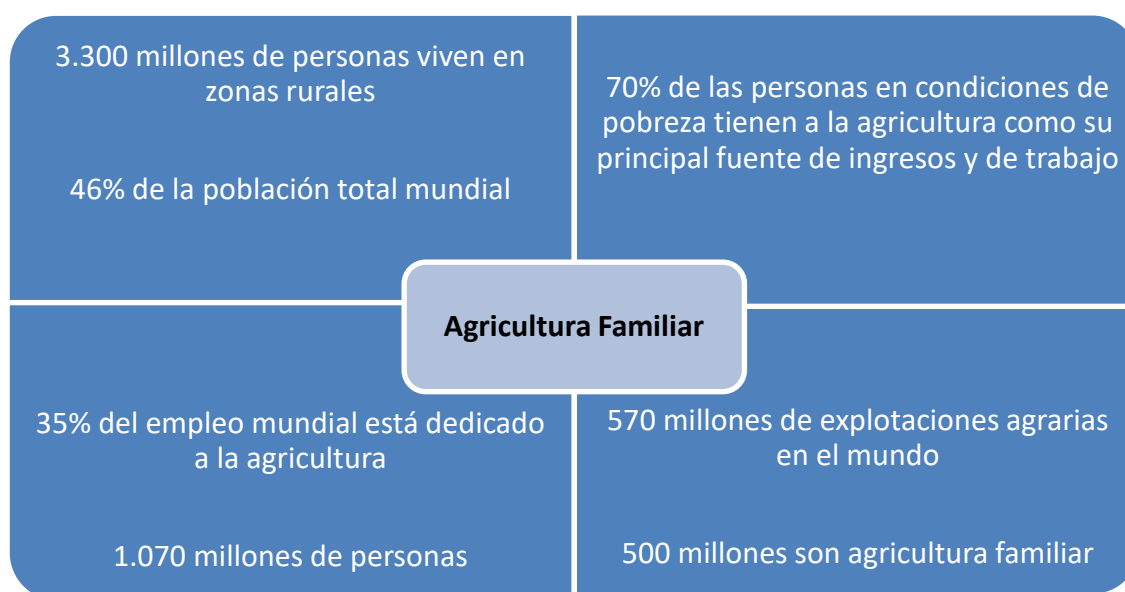 3.300 millones de personas viven en
zonas rurales
46% de la población total mundial
70% de las personas en condiciones de
pobreza tienen a la agricultura como su
principal fuente de ingresos y de trabajo
Agricultura Familiar
35% del empleo mundial está dedicado
a la agricultura
1.070 millones de personas
570 millones de explotaciones agrarias
en el mundo
500 millones son agricultura familiar